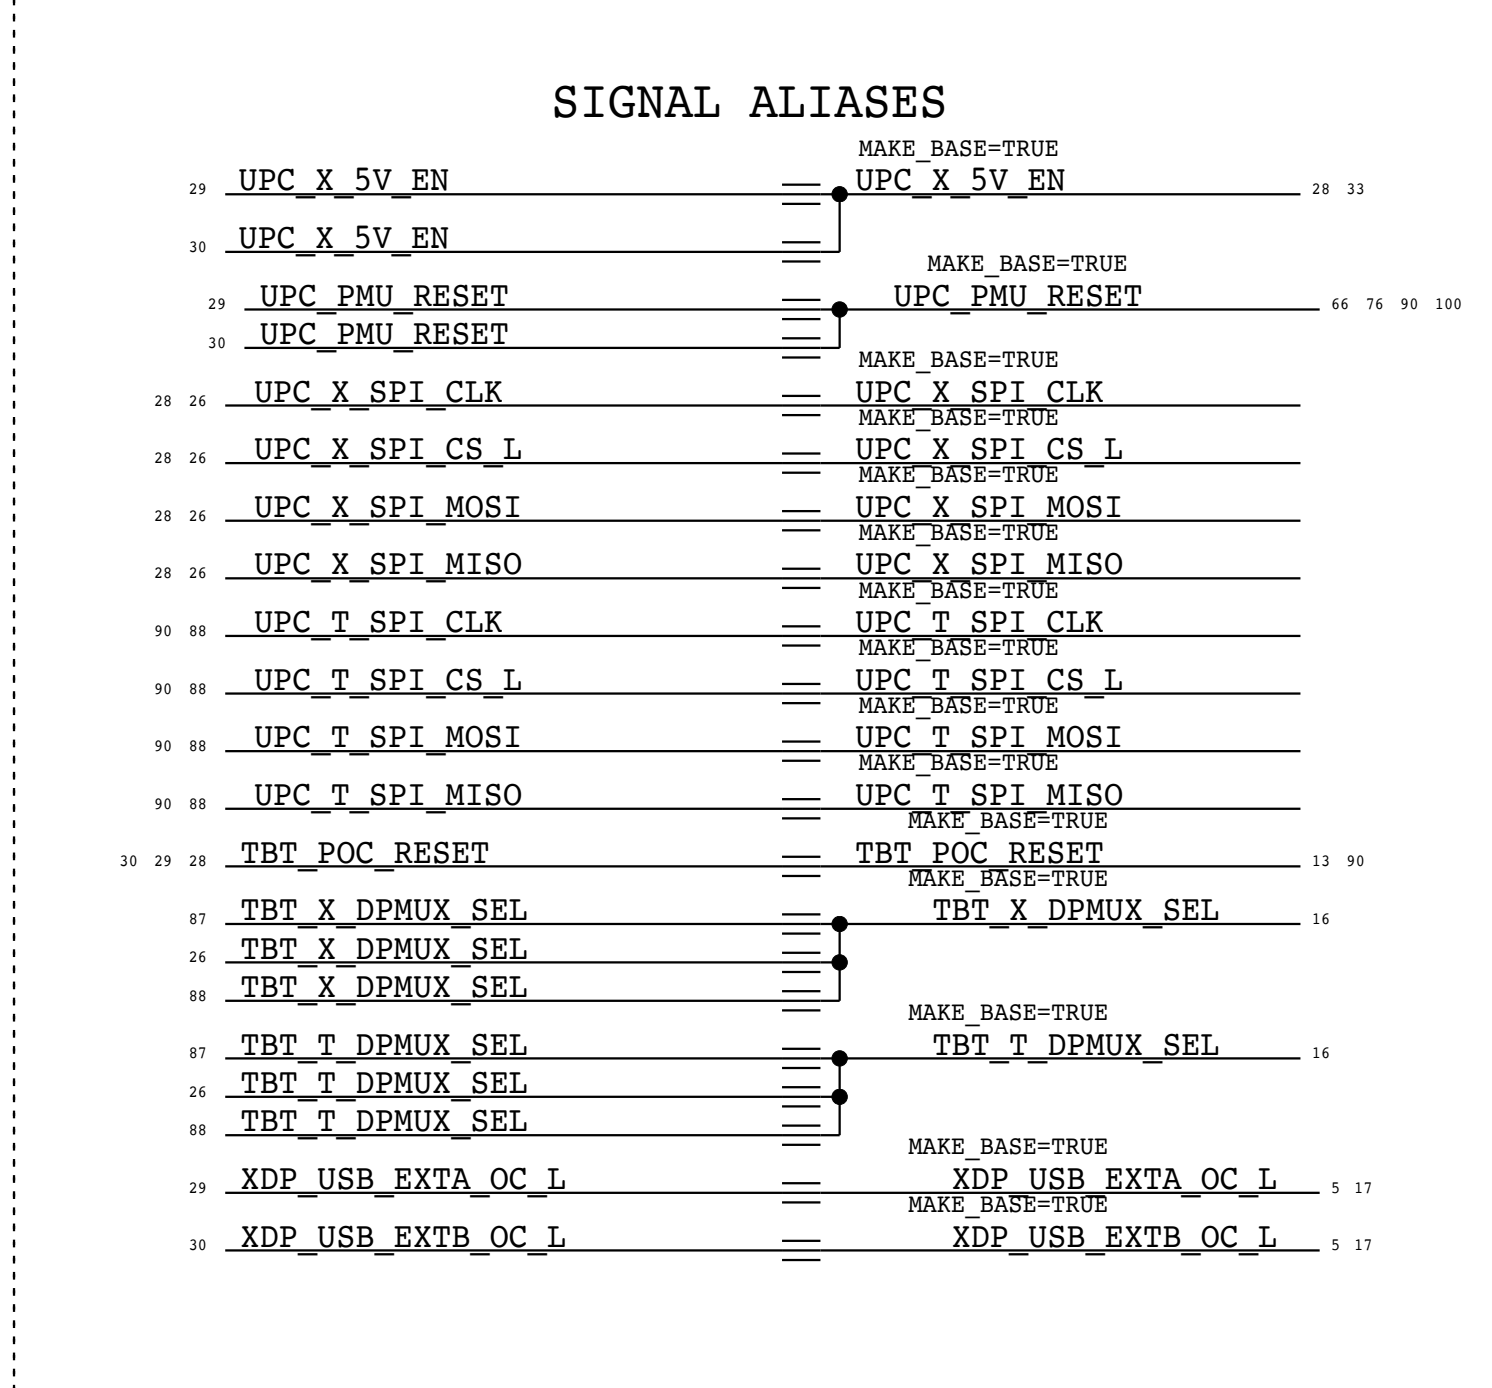 SIGNAL ALIASES
MAKE_BASE=TRUE
29 UPC_X_5V_EN UPC_X_5V_EN 28 33
30 UPC_X_5V_EN
MAKE_BASE=TRUE
29 UPC_PMU_RESET UPC_PMU_RESET 66 76 90 100
30 UPC_PMU_RESET
MAKE_BASE=TRUE
28 26 UPC_X_SPI_CLK UPC_X_SPI_CLK
MAKE_BASE=TRUE
28 26 UPC_X_SPI_CS_L UPC_X_SPI_CS_L
MAKE_BASE=TRUE
28 26 UPC_X_SPI_MOSI UPC_X_SPI_MOSI
MAKE_BASE=TRUE
28 26 UPC_X_SPI_MISO UPC_X_SPI_MISO
MAKE_BASE=TRUE
90 88 UPC_T_SPI_CLK UPC_T_SPI_CLK
MAKE_BASE=TRUE
90 88 UPC_T_SPI_CS_L UPC_T_SPI_CS_L
MAKE_BASE=TRUE
90 88 UPC_T_SPI_MOSI UPC_T_SPI_MOSI
MAKE_BASE=TRUE
90 88 UPC_T_SPI_MISO UPC_T_SPI_MISO
MAKE_BASE=TRUE
30 29 28 TBT_POC_RESET TBT_POC_RESET 13 90
MAKE_BASE=TRUE
87 TBT_X_DPMUX_SEL TBT_X_DPMUX_SEL 16
26 TBT_X_DPMUX_SEL
88 TBT_X_DPMUX_SEL
MAKE_BASE=TRUE
87 TBT_T_DPMUX_SEL TBT_T_DPMUX_SEL 16
26 TBT_T_DPMUX_SEL
88 TBT_T_DPMUX_SEL
MAKE_BASE=TRUE
29 XDP_USB_EXTA_OC_L XDP_USB_EXTA_OC_L 5 17
MAKE_BASE=TRUE
30 XDP_USB_EXTB_OC_L XDP_USB_EXTB_OC_L 5 17